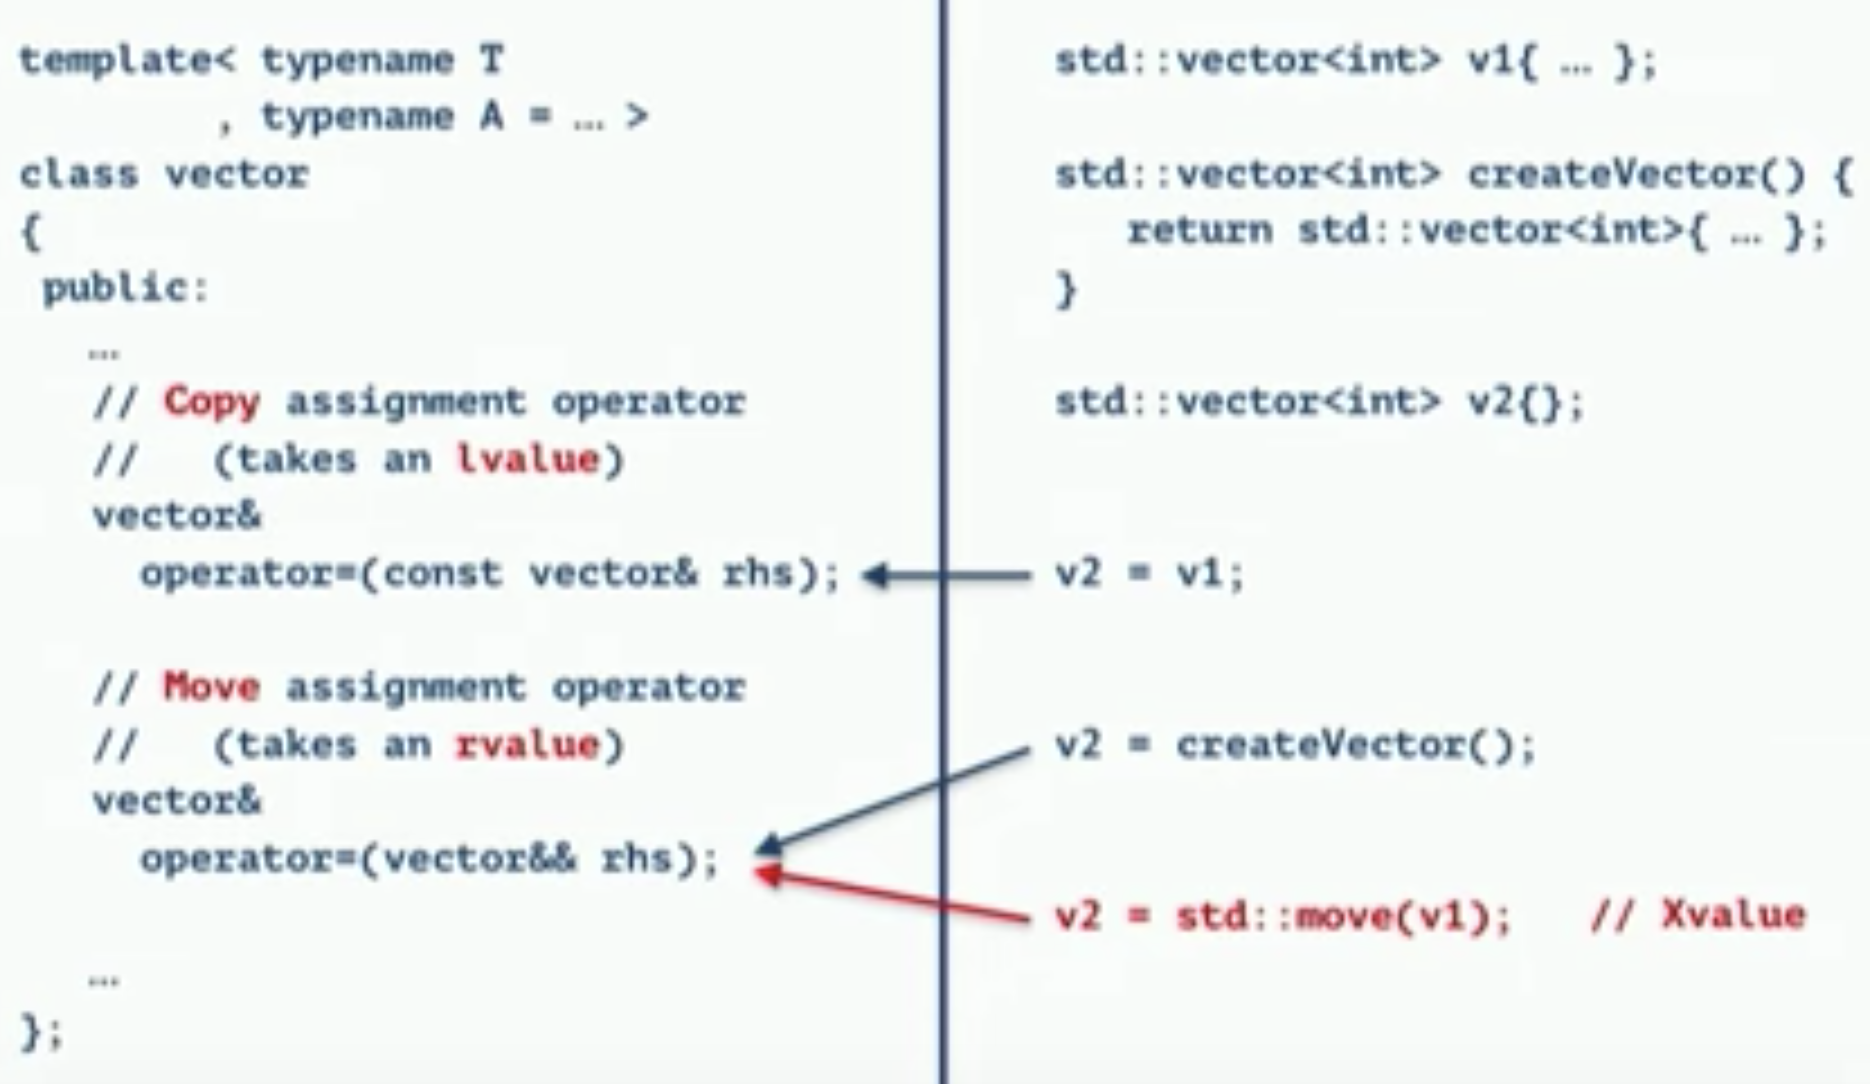 template< typename T
, typename A = … >
class vector
{
public:
…
// Copy assignment operator
// (takes an lvalue)
vector&
operator=(const vector& rhs);
// Move assignment operator
// (takes an rvalue)
vector&
operator=(vector&& rhs);
…
};
std::vector<int> v1{ … };
std::vector<int> createVector() {
return std::vector<int>{ … };
}
std::vector<int> v2{};
v2 = v1;
v2 = createVector();
v2 = std::move(v1); // Xvalue